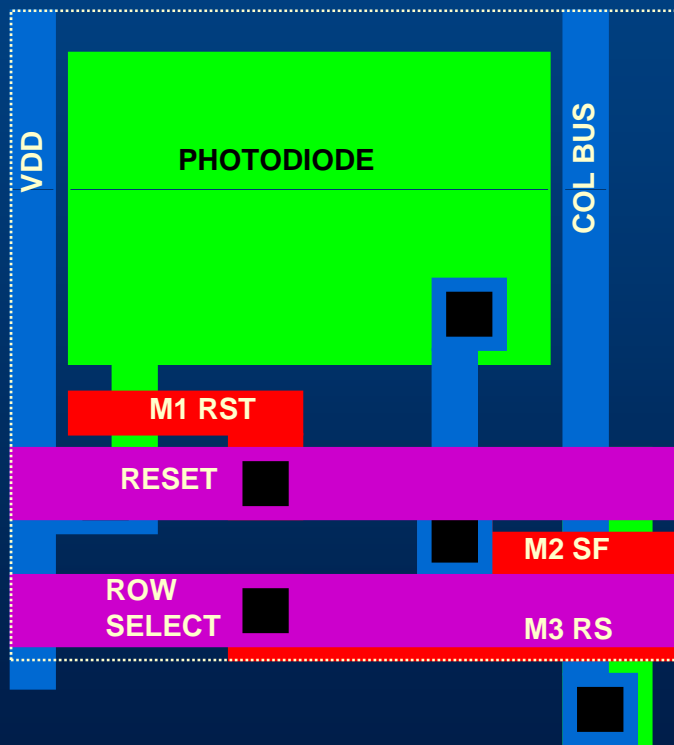 VDD
PHOTODIODE
COL BUS
M1 RST
RESET
M2 SF
ROW
SELECT
M3 RS